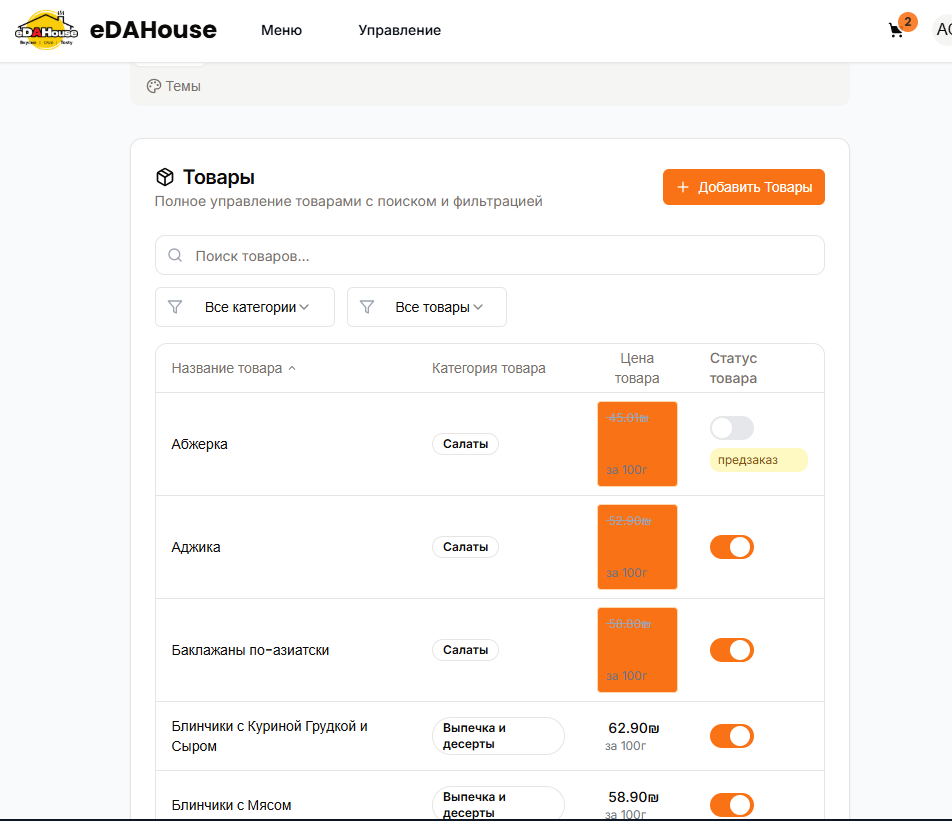 eDAHouse
eDAHouse
Меню
Управление
2
Темы
Товары
Полное управление товарами с поиском и фильтрацией
+ Добавить Товары
Поиск товаров...
Все категории
Все товары
Название товара
Категория товара
Цена
товара
Статус
товара
Абжерка
Салаты
45.01₪
за 100г
предзаказ
Аджика
Салаты
52.90₪
за 100г
Баклажаны по-азиатски
Салаты
58.80₪
за 100г
Блинчики с Куриной Грудкой и
Сыром
Выпечка и
десерты
62.90₪
за 100г
Блинчики с Мясом
Выпечка и
десерты
58.90₪
за 100г